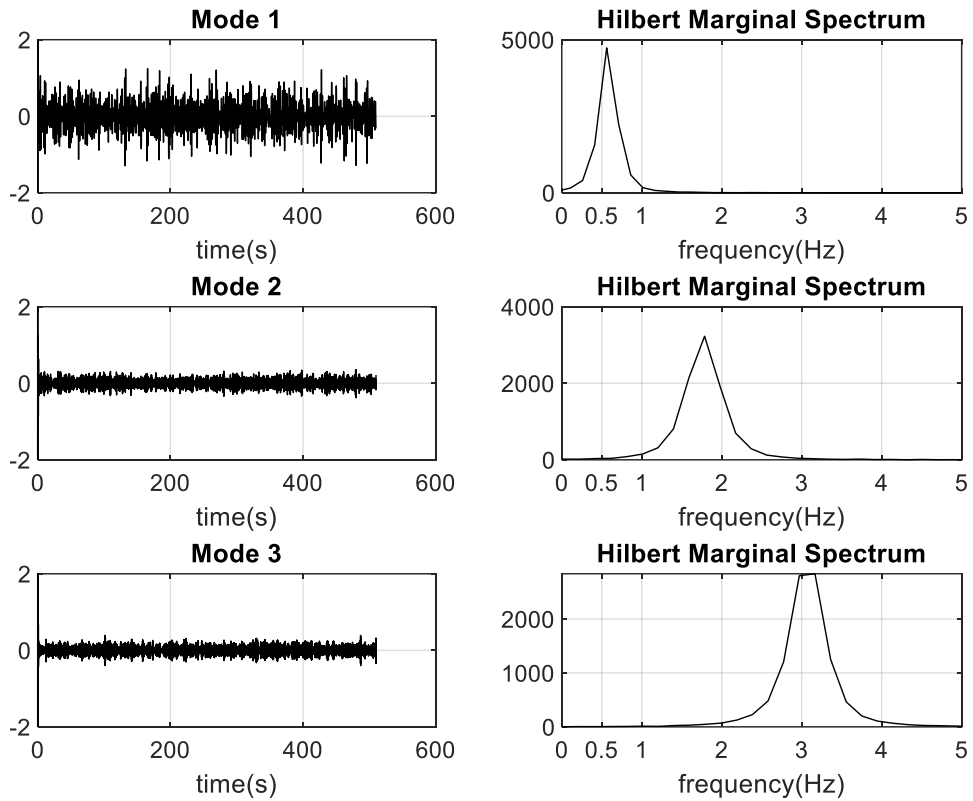 Mode 1
2
0
-2
0 200 400 600
time(s)
Hilbert Marginal Spectrum
5000
0
0 0.5 1 2 3 4 5
frequency(Hz)
Mode 2
2
0
-2
0 200 400 600
time(s)
Hilbert Marginal Spectrum
4000
2000
0
0 0.5 1 2 3 4 5
frequency(Hz)
Mode 3
2
0
-2
0 200 400 600
time(s)
Hilbert Marginal Spectrum
2000
1000
0
0 0.5 1 2 3 4 5
frequency(Hz)